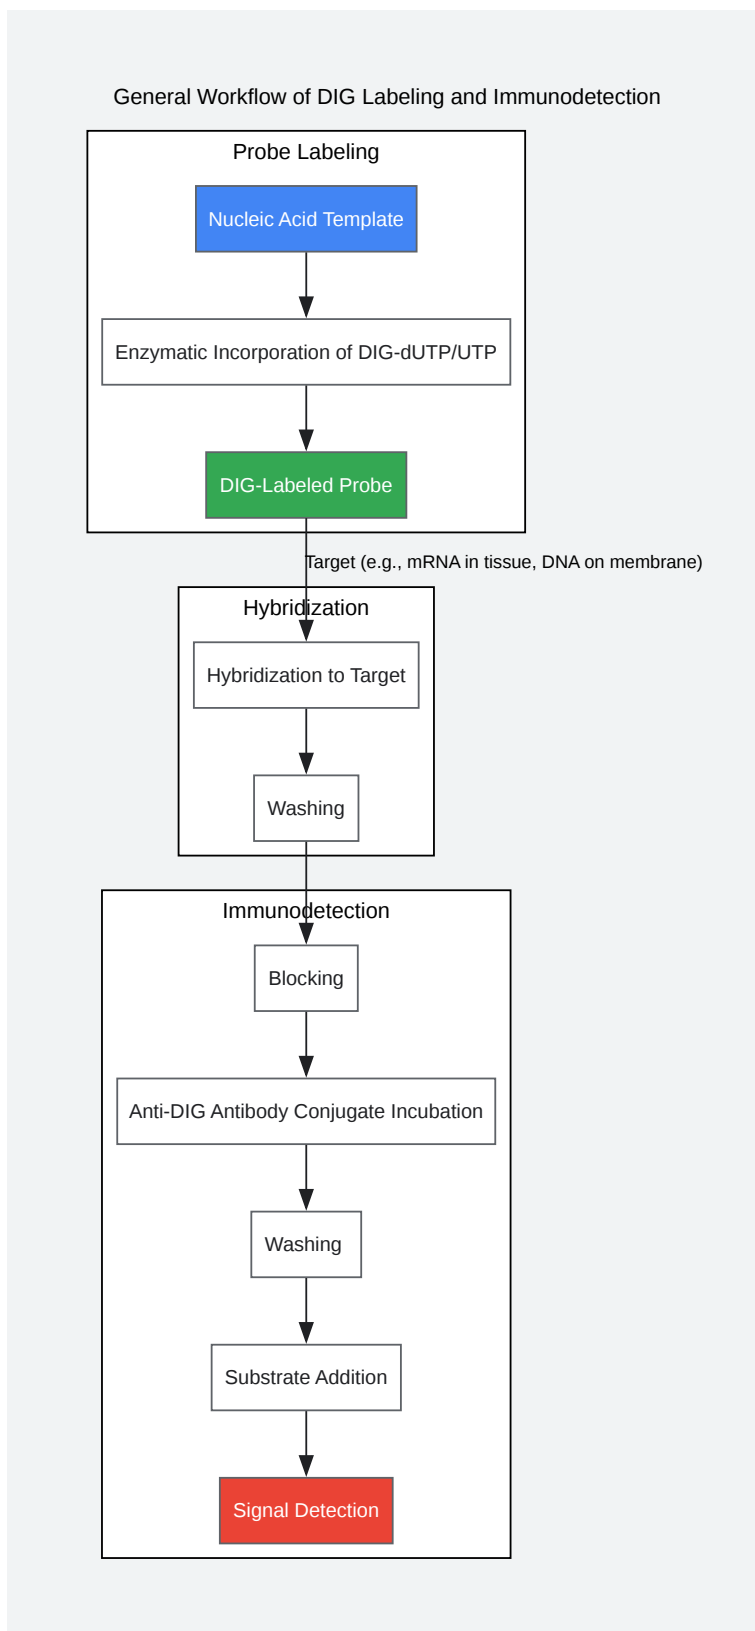 General Workflow of DIG Labeling and Immunodetection
Probe Labeling
Nucleic Acid Template
Enzymatic Incorporation of DIG-dUTP/UTP
DIG-Labeled Probe
Target (e.g., mRNA in tissue, DNA on membrane)
Hybridization
Hybridization to Target
Washing
Immunodetection
Blocking
Anti-DIG Antibody Conjugate Incubation
Washing
Substrate Addition
Signal Detection